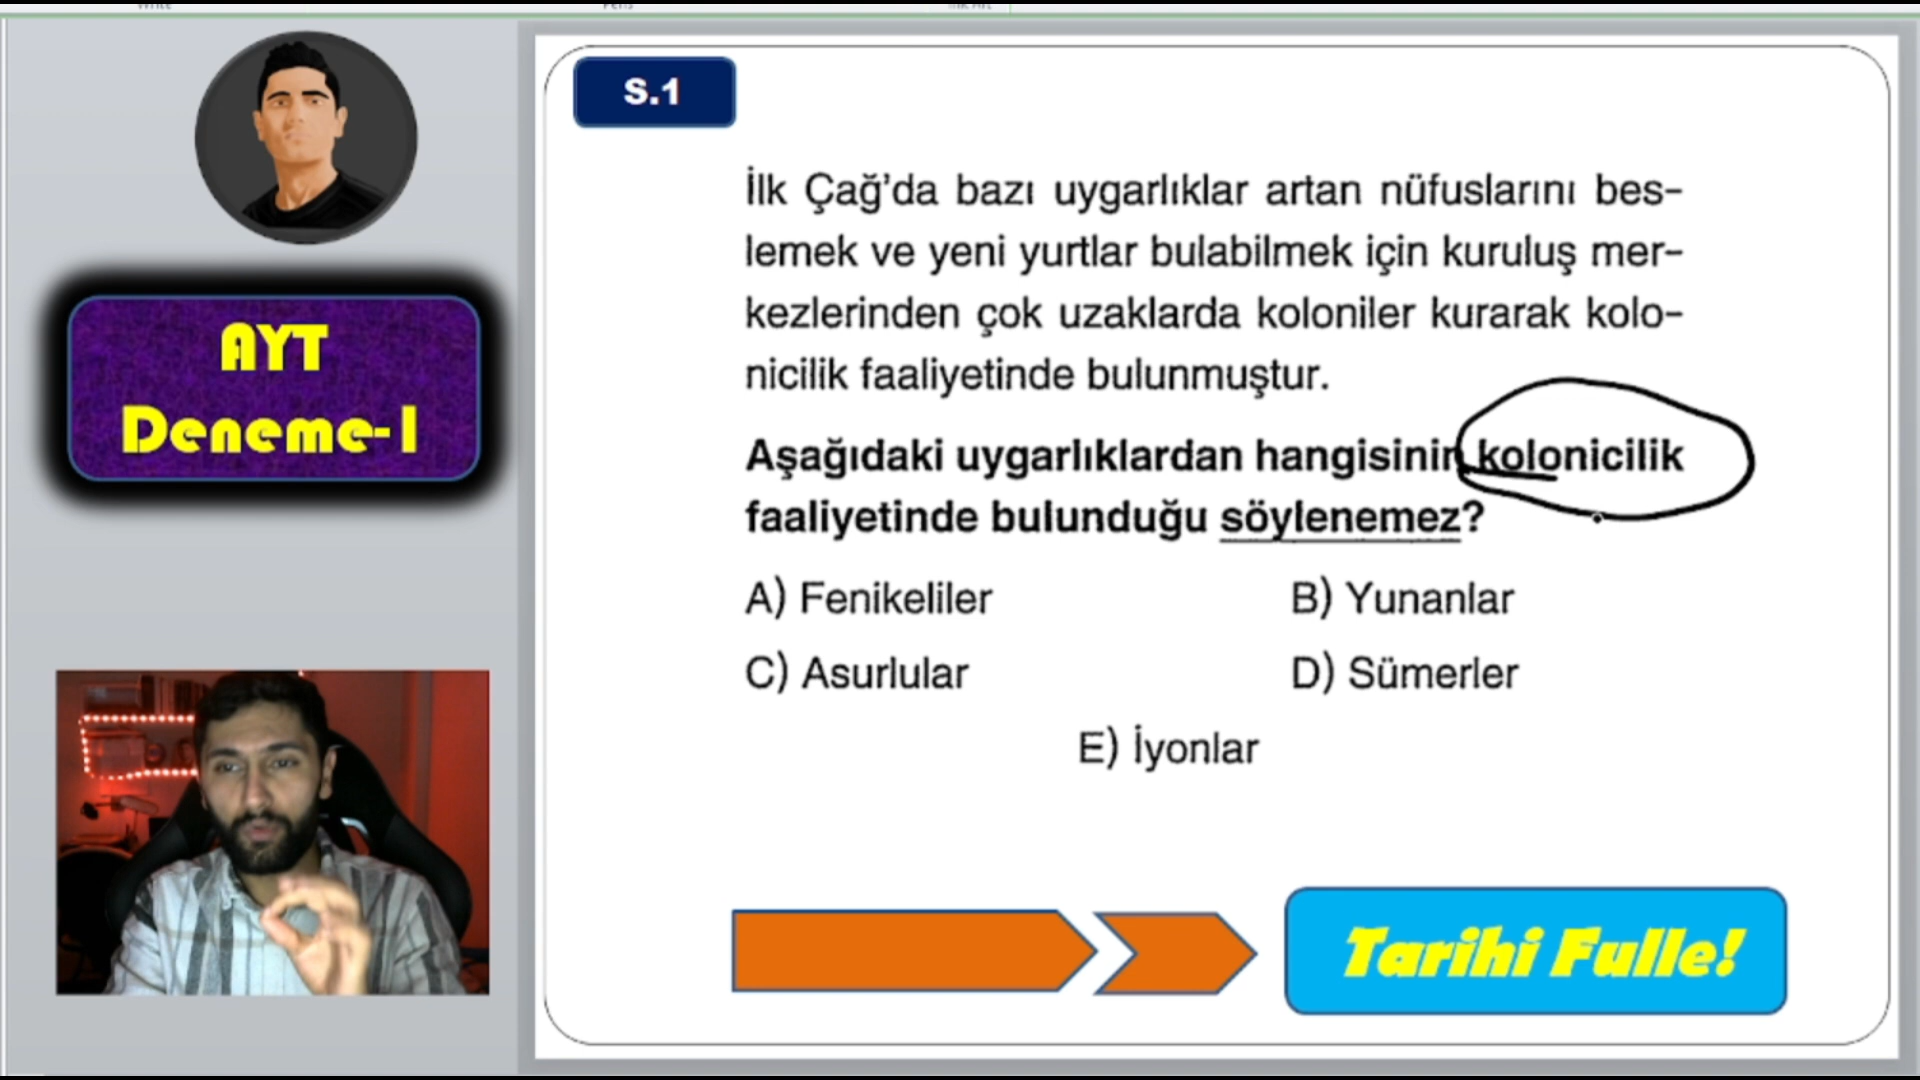 S.1
AYT
Deneme-1
İlk Çağ'da bazı uygarlıklar artan nüfuslarını bes-
lemek ve yeni yurtlar bulabilmek için kuruluş mer-
kezlerinden çok uzaklarda koloniler kurarak kolo-
nicilik faaliyetinde bulunmuştur.
Aşağıdaki uygarlıklardan hangisinin kolonicilik
faaliyetinde bulunduğu söylenemez?
A) Fenikeliler
B) Yunanlar
C) Asurlular
D) Sümerler
E) İyonlar
Tarihi Fulle!